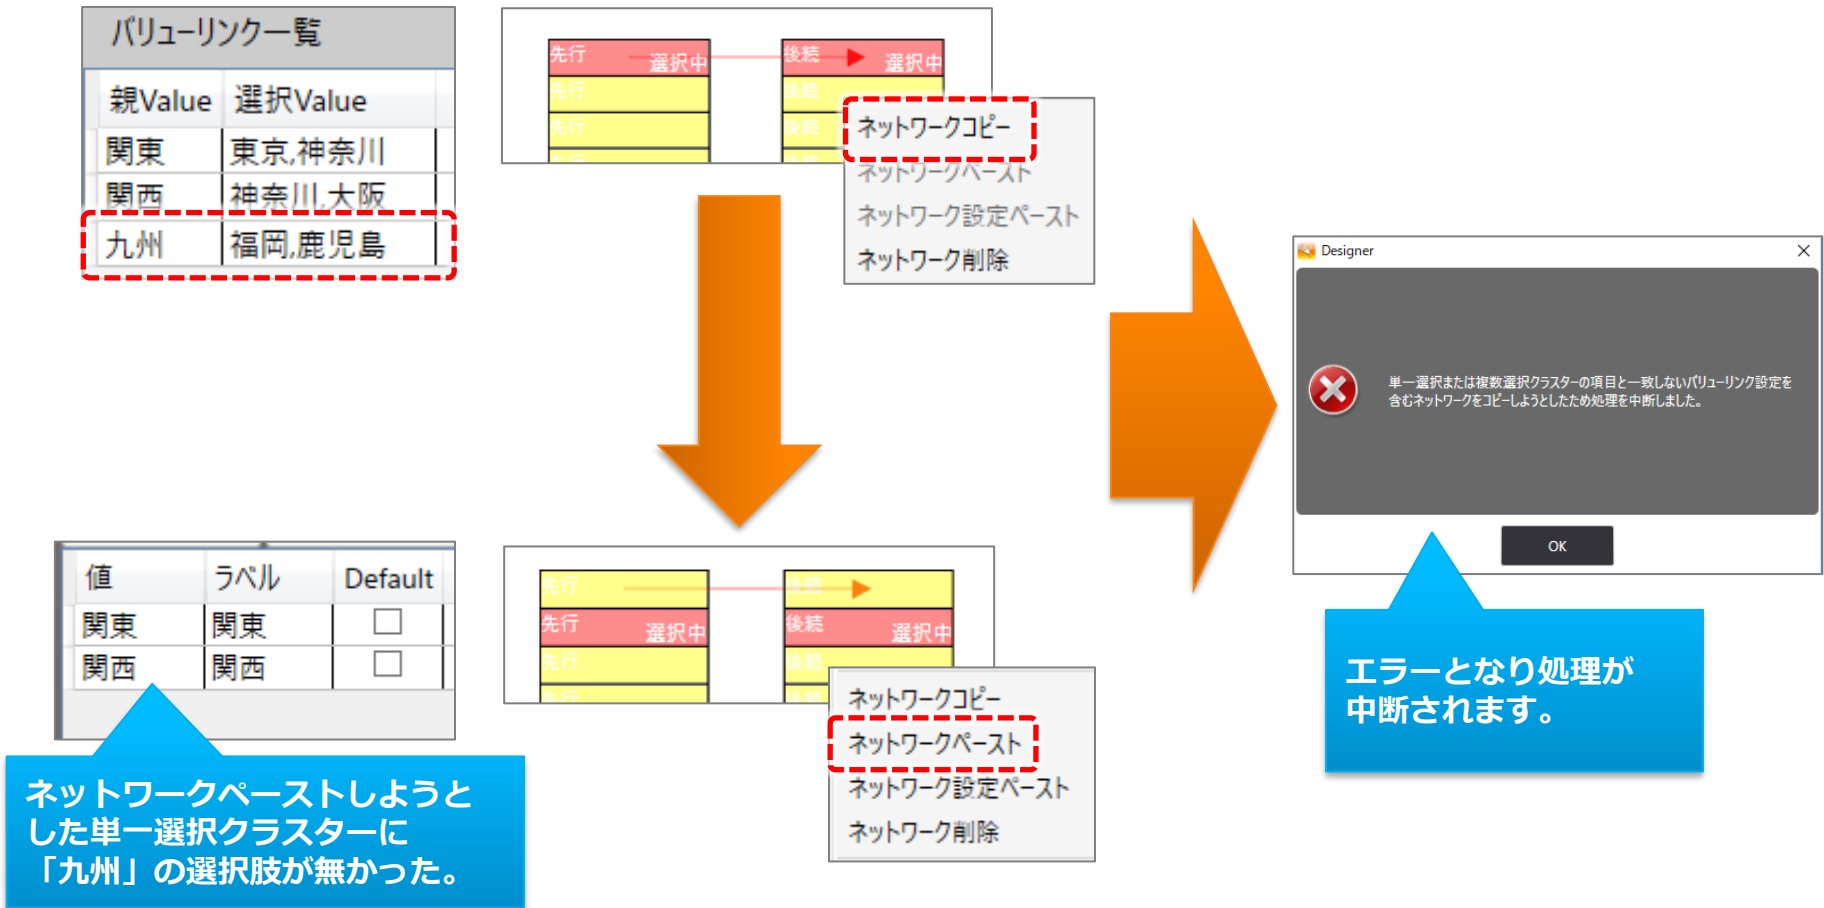 バリューリンク一覧
親Value 選択Value
関東 東京,神奈川
関西 神奈川,大阪
九州 福岡,鹿児島
先行 選択中 後続 選択中
先行 後続
先行 後続
先行
ネットワークコピー
ネットワークペースト
ネットワーク設定ペースト
ネットワーク削除
Designer
単一選択または複数選択クラスターの項目と一致しないバリューリンク設定を
含むネットワークをコピーしようとしたため処理を中断しました。
OK
エラーとなり処理が
中断されます。
値 ラベル Default
関東 関東
関西 関西
ネットワークペーストしようと
した単一選択クラスターに
「九州」の選択肢が無かった。
先行 後続
先行 選択中 後続 選択中
先行 後続
先行 後続
ネットワークコピー
ネットワークペースト
ネットワーク設定ペースト
ネットワーク削除